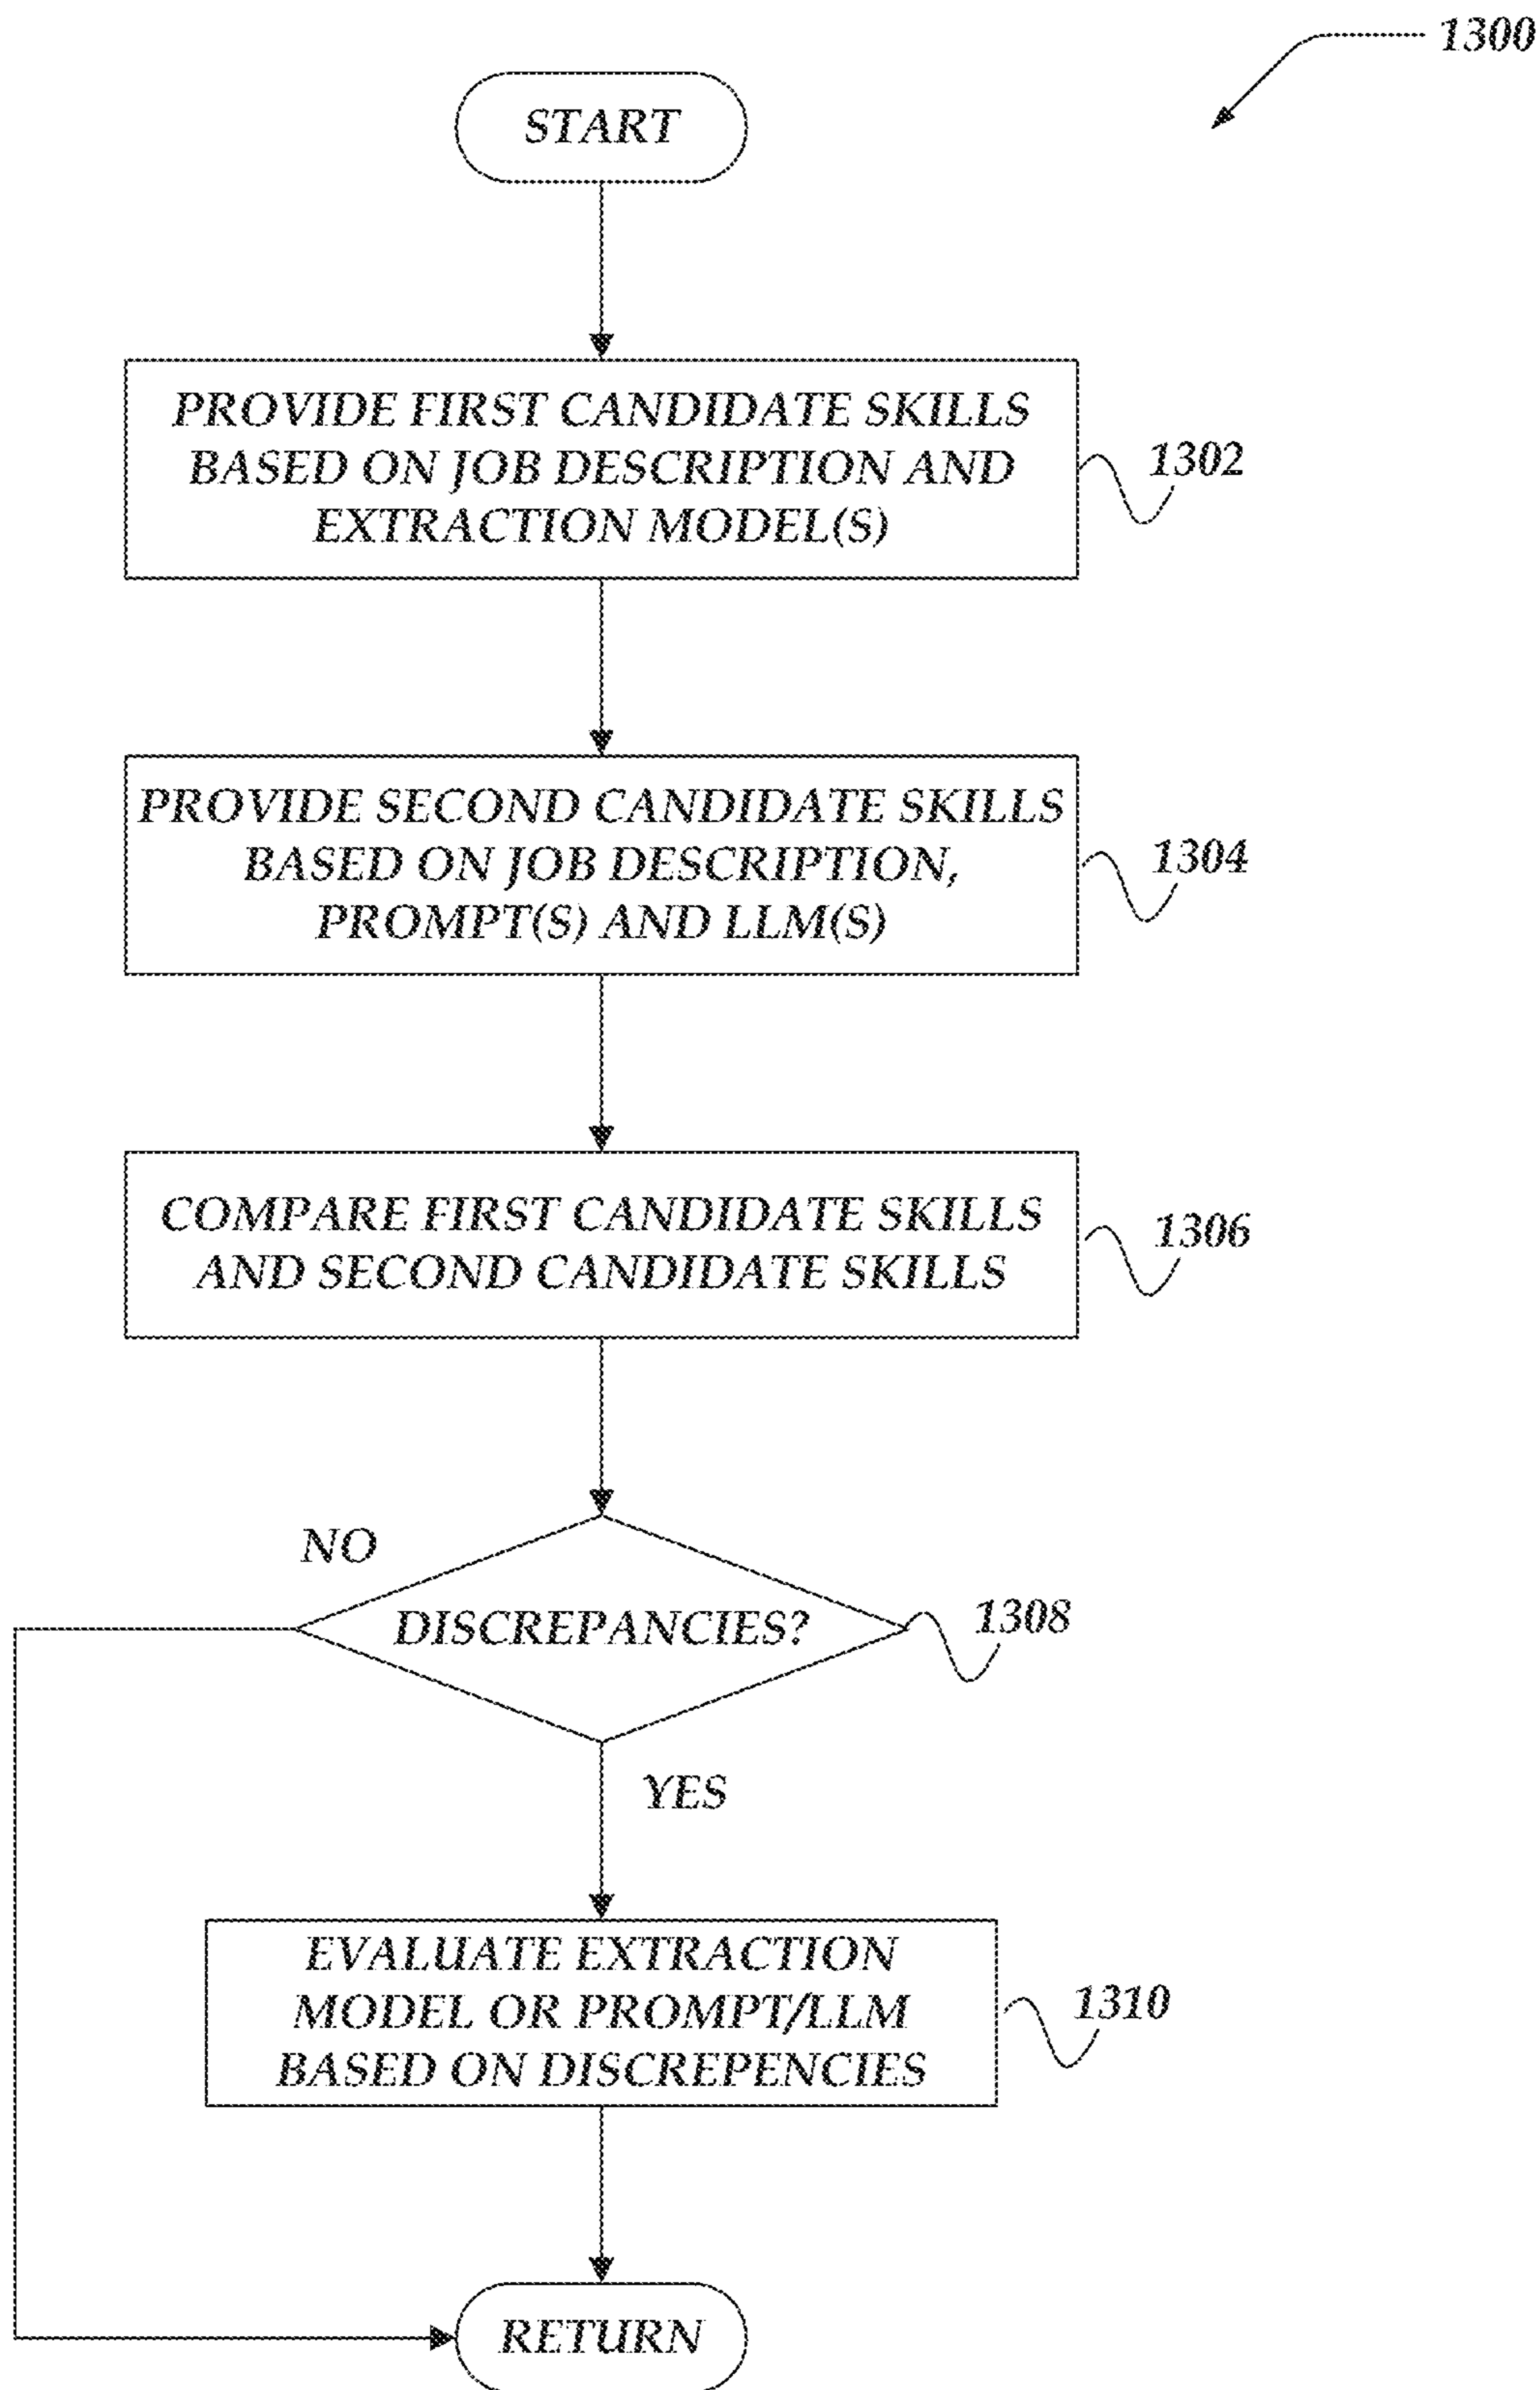 1300
START
PROVIDE FIRST CANDIDATE SKILLS
BASED ON JOB DESCRIPTION AND
EXTRACTION MODEL(S)
1302
PROVIDE SECOND CANDIDATE SKILLS
BASED ON JOB DESCRIPTION,
PROMPT(S) AND LLM(S)
1304
COMPARE FIRST CANDIDATE SKILLS
AND SECOND CANDIDATE SKILLS
1306
NO
DISCREPANCIES?
1308
YES
EVALUATE EXTRACTION
MODEL OR PROMPT/LLM
BASED ON DISCREPENCIES
1310
RETURN